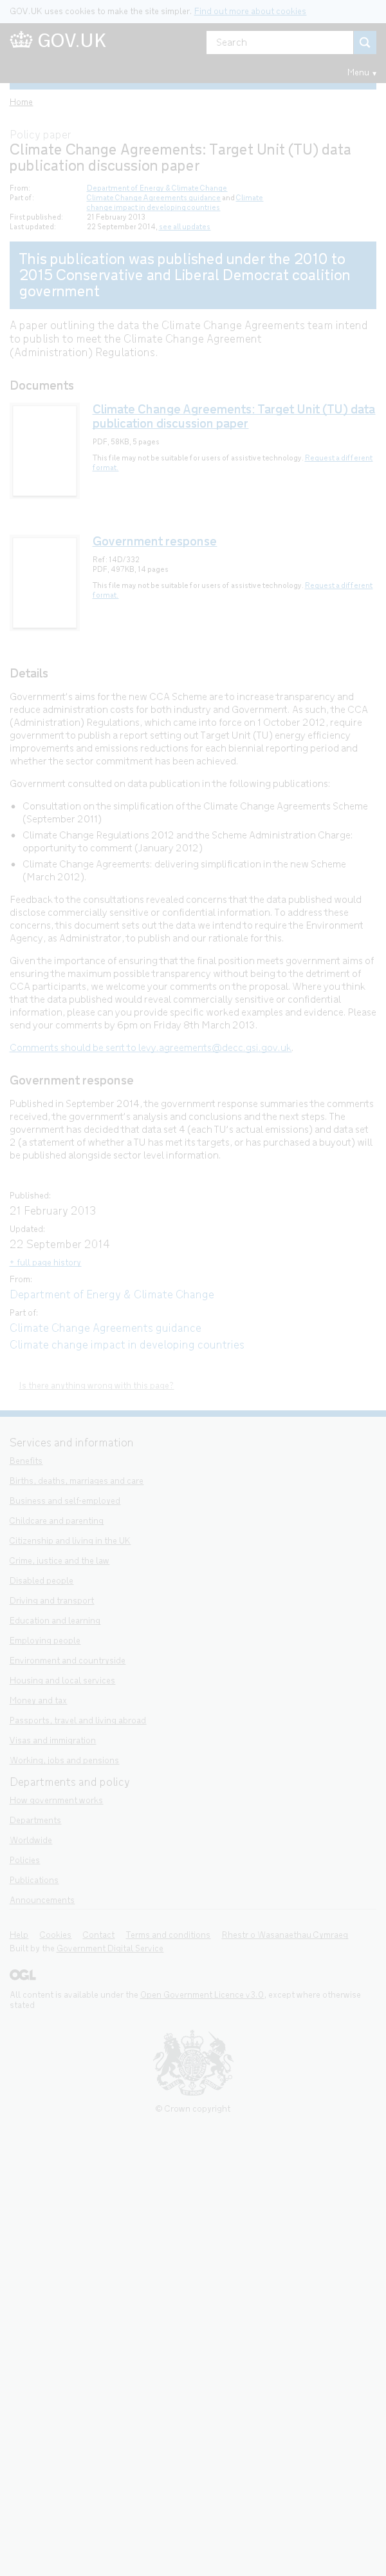 GOV.UK uses cookies to make the site simpler. Find out more about cookies
GOV.UK
Search
Menu
Home
Policy paper
Climate Change Agreements: Target Unit (TU) data
publication discussion paper
From: Department of Energy & Climate Change
Part of: Climate Change Agreements guidance and Climate
change impact in developing countries
First published: 21 February 2013
Last updated: 22 September 2014, see all updates
This publication was published under the 2010 to
2015 Conservative and Liberal Democrat coalition
government
A paper outlining the data the Climate Change Agreements team intend
to publish to meet the Climate Change Agreement
(Administration) Regulations.
Documents
Climate Change Agreements: Target Unit (TU) data
publication discussion paper
PDF, 58KB, 5 pages
This file may not be suitable for users of assistive technology. Request a different
format.
Government response
Ref: 14D/332
PDF, 497KB, 14 pages
This file may not be suitable for users of assistive technology. Request a different
format.
Details
Government's aims for the new CCA Scheme are to increase transparency and
reduce administration costs for both industry and Government. As such, the CCA
(Administration) Regulations, which came into force on 1 October 2012, require
government to publish a report setting out Target Unit (TU) energy efficiency
improvements and emissions reductions for each biennial reporting period and
whether the sector commitment has been achieved.
Government consulted on data publication in the following publications:
• Consultation on the simplification of the Climate Change Agreements Scheme
(September 2011)
• Climate Change Regulations 2012 and the Scheme Administration Charge:
opportunity to comment (January 2012)
• Climate Change Agreements: delivering simplification in the new Scheme
(March 2012).
Feedback to the consultations revealed concerns that the data published would
disclose commercially sensitive or confidential information. To address these
concerns, this document sets out the data we intend to require the Environment
Agency, as Administrator, to publish and our rationale for this.
Given the importance of ensuring that the final position meets government aims of
ensuring the maximum possible transparency without being to the detriment of
CCA participants, we welcome your comments on the proposal. Where you think
that the data published would reveal commercially sensitive or confidential
information, please can you provide specific worked examples and evidence. Please
send your comments by 6pm on Friday 8th March 2013.
Comments should be sent to levy.agreements@decc.gsi.gov.uk.
Government response
Published in September 2014, the government response summaries the comments
received, the government's analysis and conclusions and the next steps. The
government has decided that data set 4 (each TU's actual emissions) and data set
2 (a statement of whether a TU has met its targets, or has purchased a buyout) will
be published alongside sector level information.
Published:
21 February 2013
Updated:
22 September 2014
+ full page history
From:
Department of Energy & Climate Change
Part of:
Climate Change Agreements guidance
Climate change impact in developing countries
Is there anything wrong with this page?
Services and information
Benefits
Births, deaths, marriages and care
Business and self-employed
Childcare and parenting
Citizenship and living in the UK
Crime, justice and the law
Disabled people
Driving and transport
Education and learning
Employing people
Environment and countryside
Housing and local services
Money and tax
Passports, travel and living abroad
Visas and immigration
Working, jobs and pensions
Departments and policy
How government works
Departments
Worldwide
Policies
Publications
Announcements
Help Cookies Contact Terms and conditions Rhestr o Wasanaethau Cymraeg
Built by the Government Digital Service
OGL
All content is available under the Open Government Licence v3.0, except where otherwise
stated
© Crown copyright